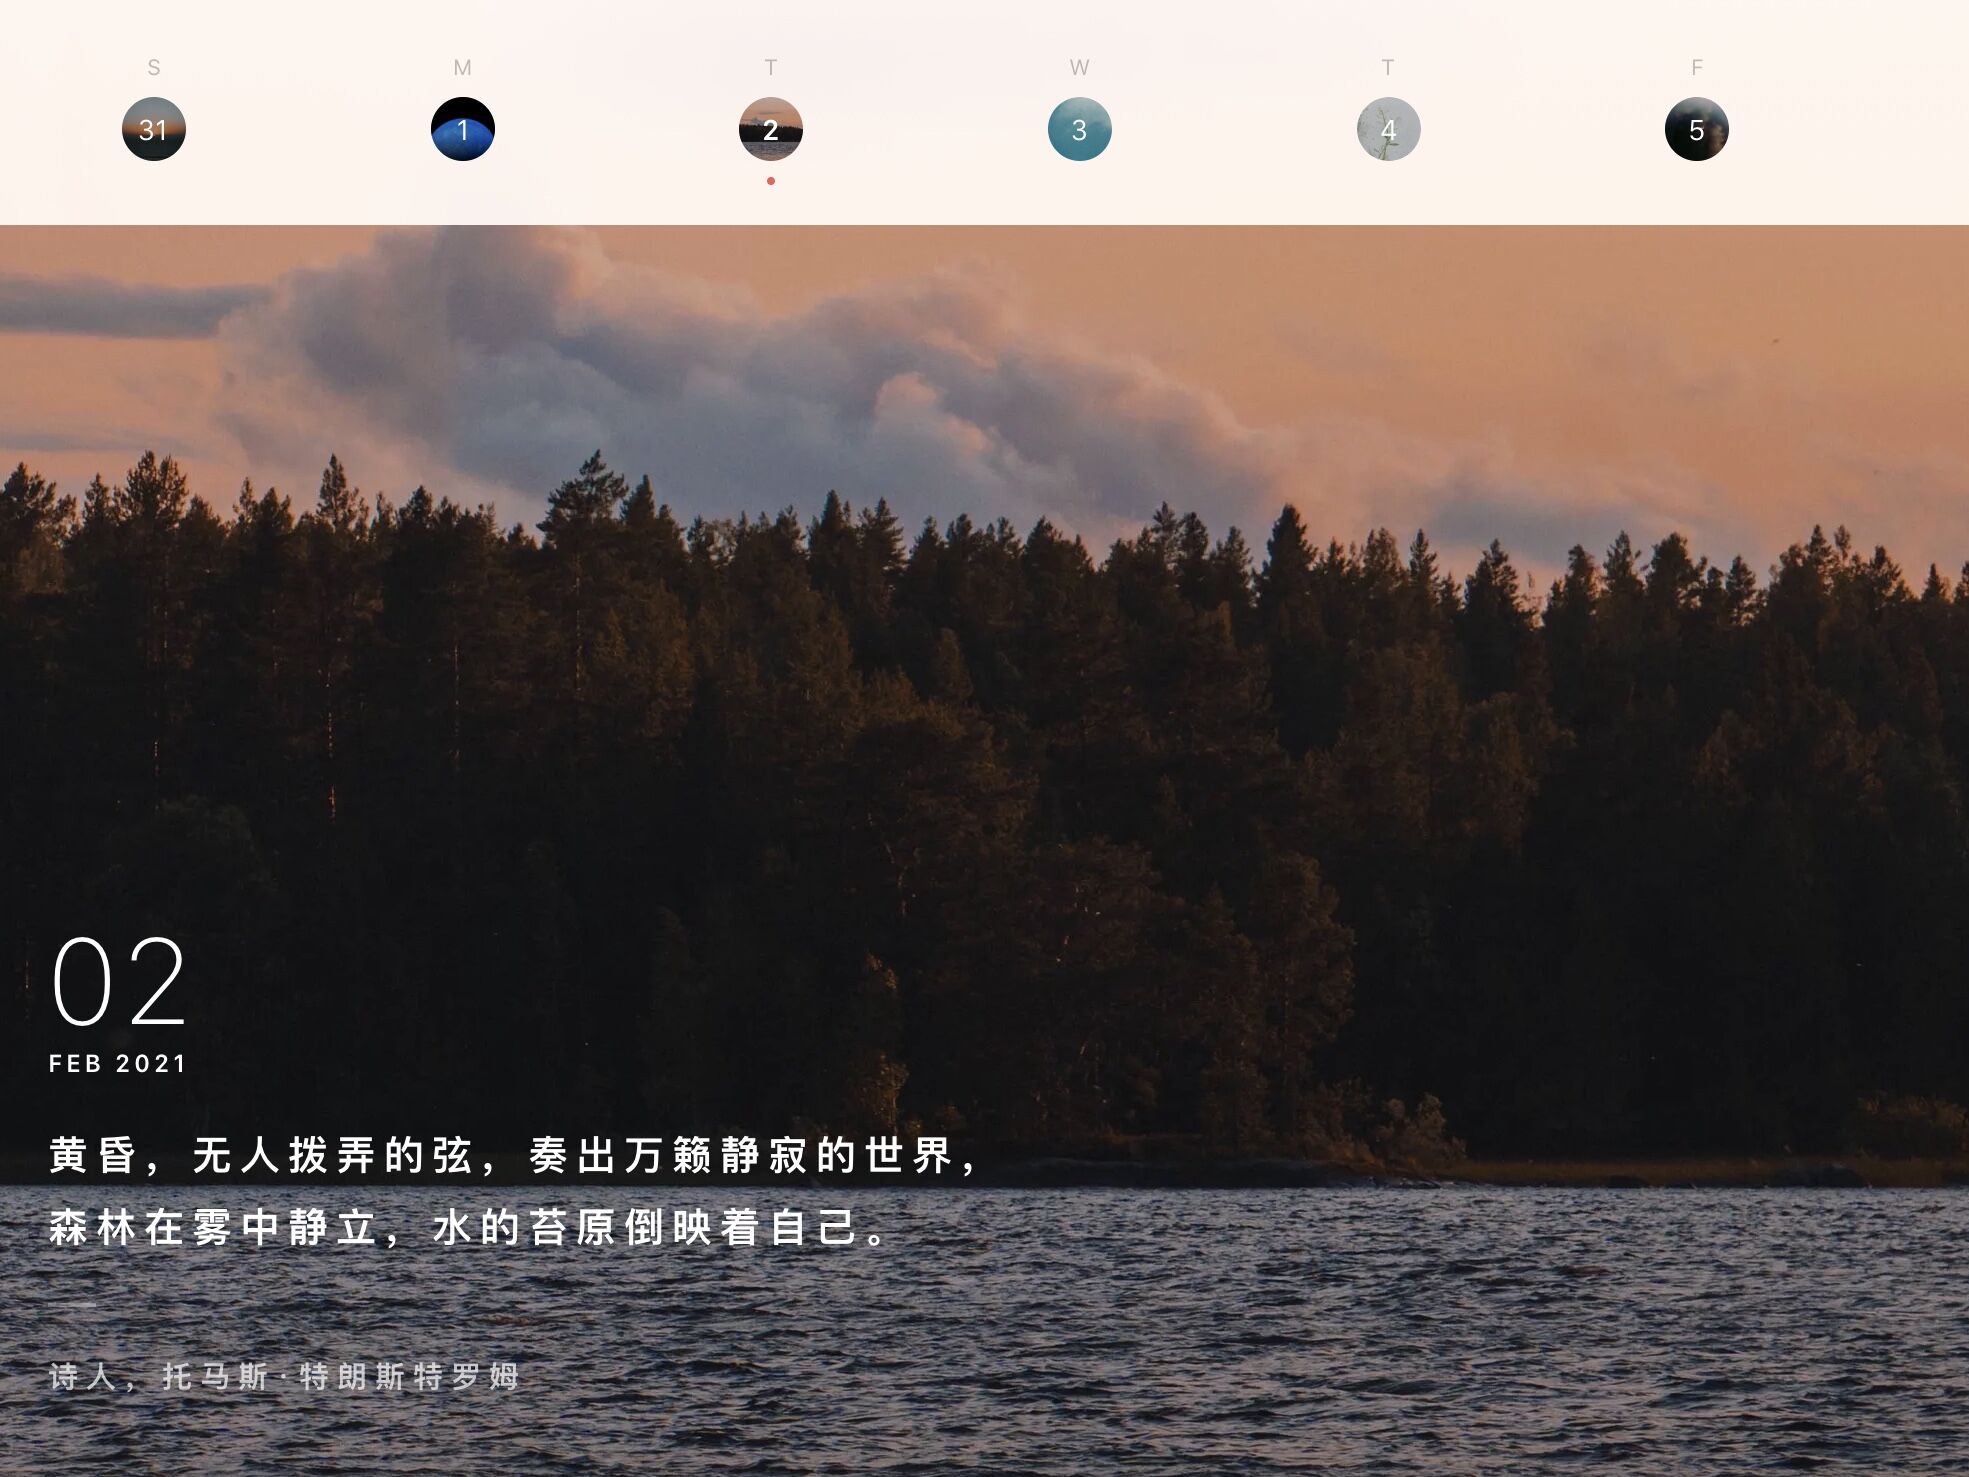 S M T W T F
31 1 2 3 4 5
02
FEB 2021
黄昏，无人拨弄的弦，奏出万籁静寂的世界，
森林在雾中静立，水的苔原倒映着自己。
诗人，托马斯·特朗斯特罗姆